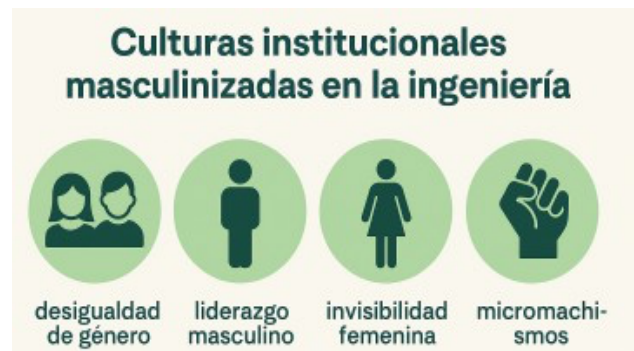 Culturas institucionales
masculinizadas en la ingeniería
desigualdad
de género
liderazgo
masculino
invisibilidad
femenina
micromachi-
smos